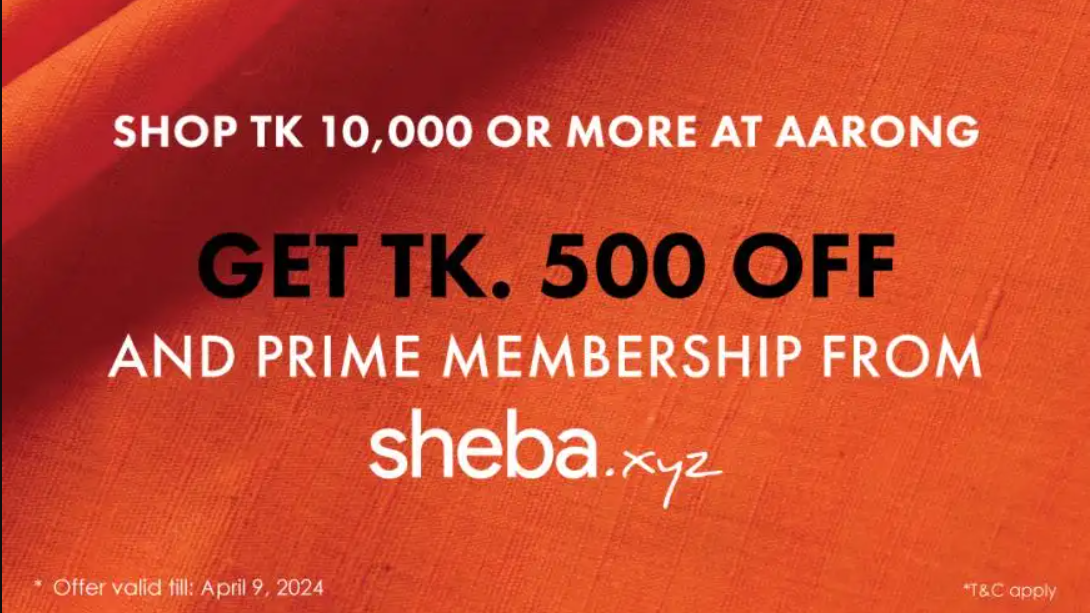 SHOP TK 10,000 OR MORE AT AARONG
GET TK. 500 OFF
AND PRIME MEMBERSHIP FROM
sheba.xyz
* Offer valid till: April 9, 2024
*T&C apply